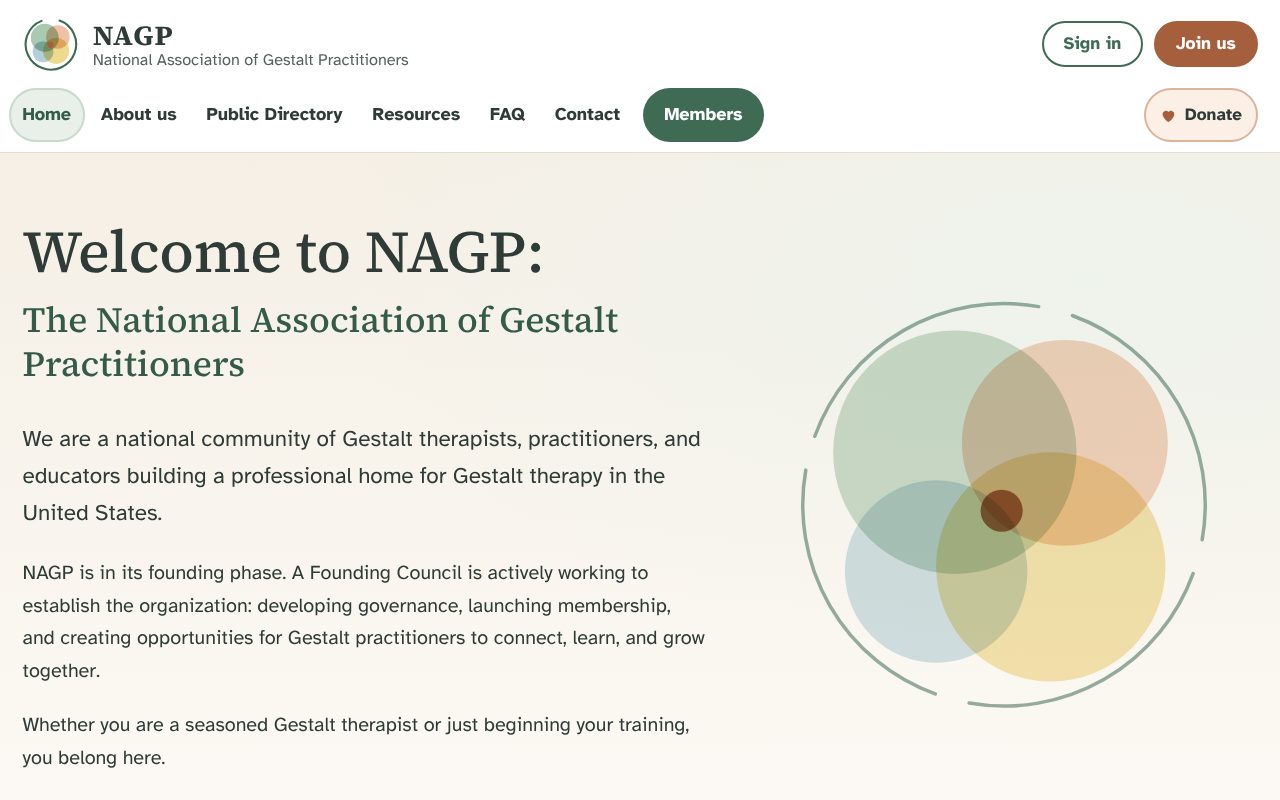 NAGP
National Association of Gestalt Practitioners
Sign in
Join us
Home
About us
Public Directory
Resources
FAQ
Contact
Members
Donate
Welcome to NAGP:
The National Association of Gestalt
Practitioners
We are a national community of Gestalt therapists, practitioners, and
educators building a professional home for Gestalt therapy in the
United States.
NAGP is in its founding phase. A Founding Council is actively working to
establish the organization: developing governance, launching membership,
and creating opportunities for Gestalt practitioners to connect, learn, and grow
together.
Whether you are a seasoned Gestalt therapist or just beginning your training,
you belong here.